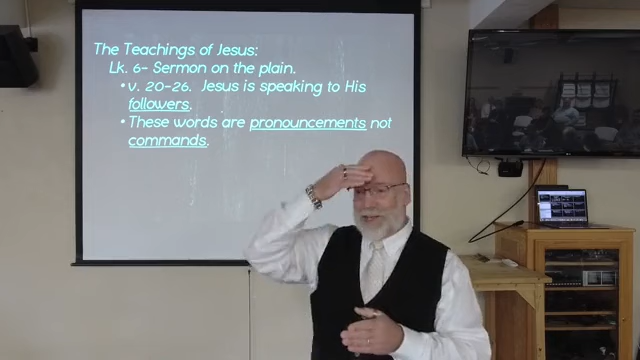 The Teachings of Jesus:
Lk. 6- Sermon on the plain.
• v. 20-26. Jesus is speaking to His
followers.
• These words are pronouncements not
commands.